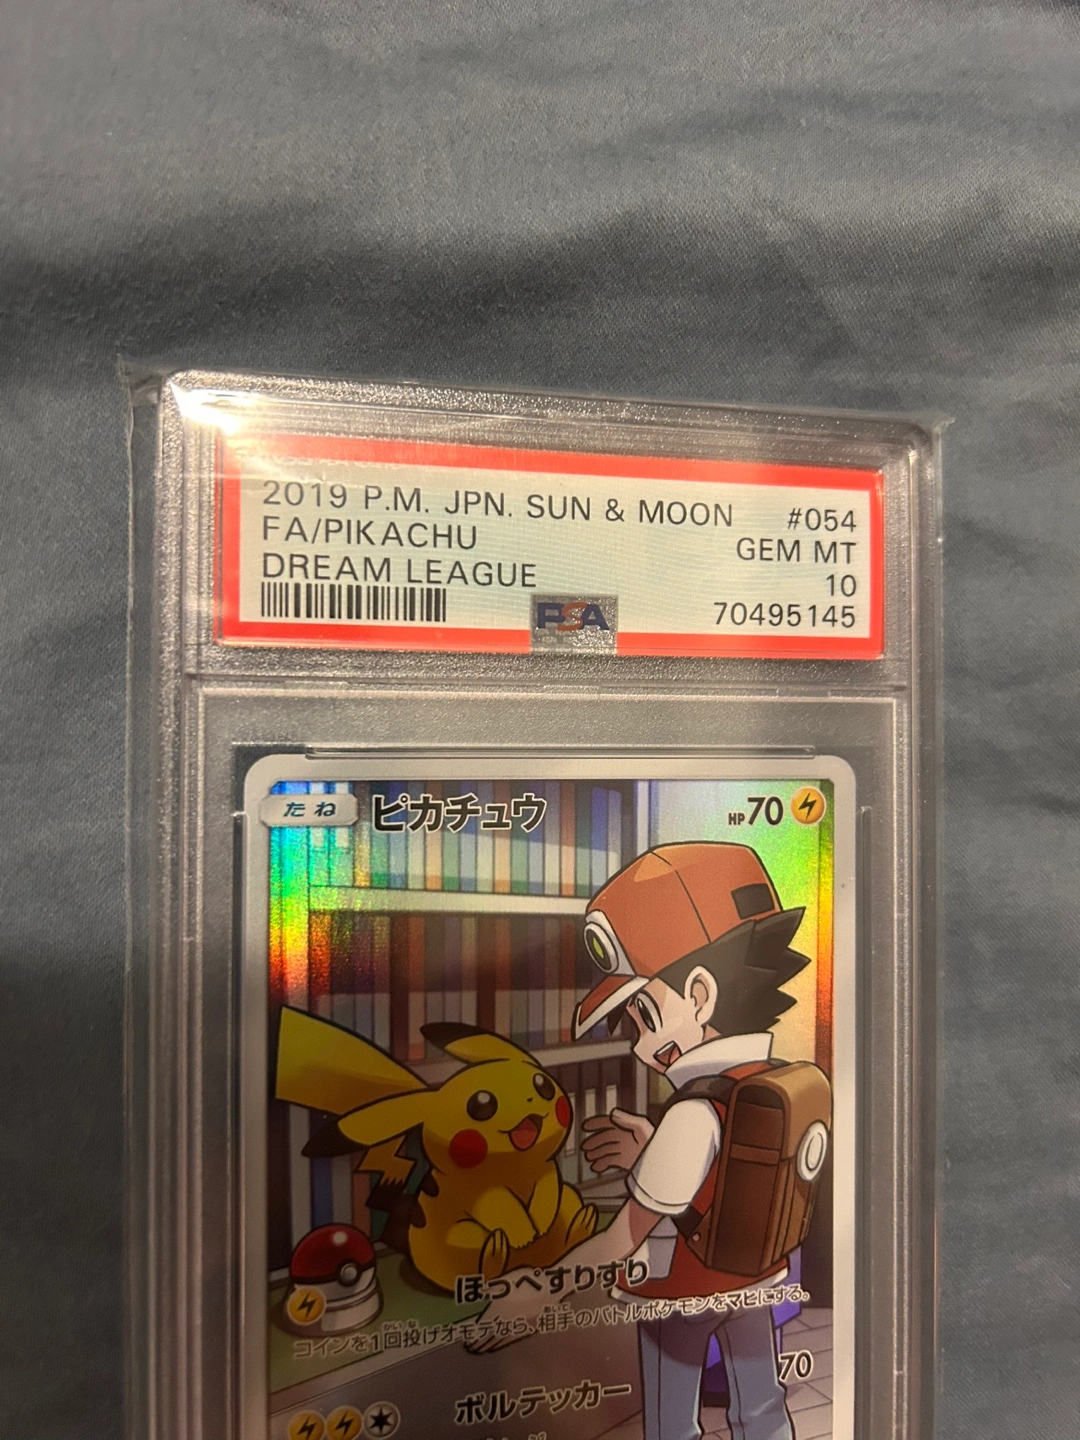 2019 P.M. JPN. SUN & MOON #054
FA/PIKACHU GEM MT
DREAM LEAGUE 10
PSA 70495145
たね ピカチュウ HP70
ほっぺすりすり
コインを1回投げオモテなら、相手のバトルポケモンをマヒにする。
ボルテッカー 70